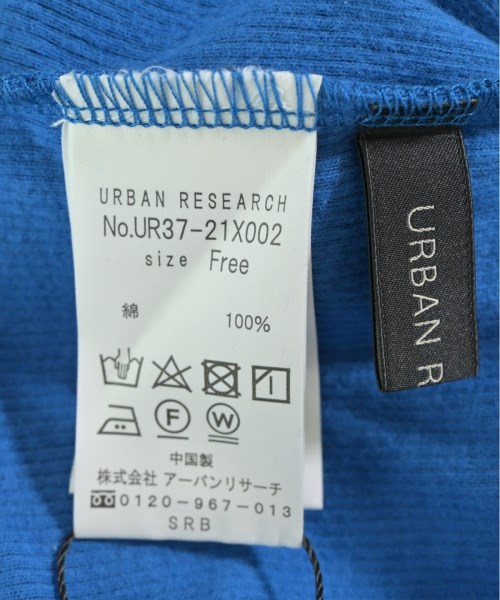 URBAN RESEARCH
No.UR37-21X002
size Free
綿 100%
F W
中国製
株式会社 アーバンリサーチ
0120-967-013
SRB
URBAN R